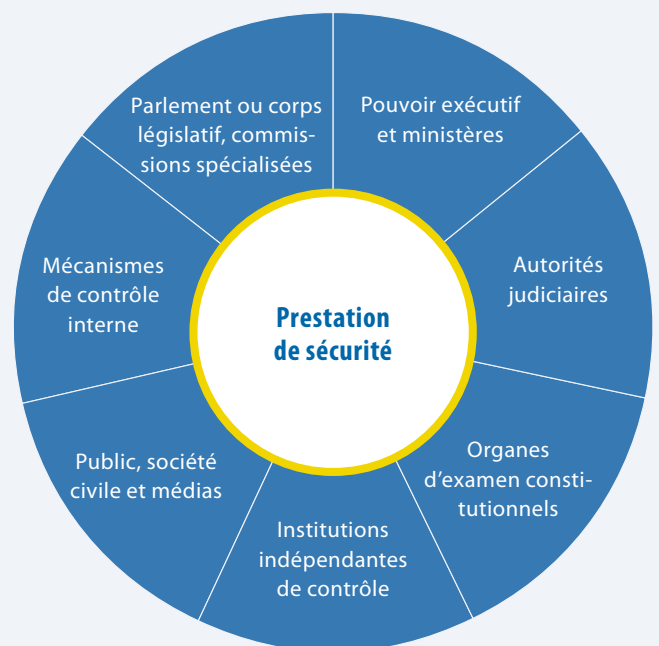 Parlement ou corps
législatif, commis-
sions spécialisées
Pouvoir exécutif
et ministères
Mécanismes
de contrôle
interne
Prestation
de sécurité
Autorités
judiciaires
Public, société
civile et médias
Organes
d’examen consti-
tutionnels
Institutions
indépendantes
de contrôle